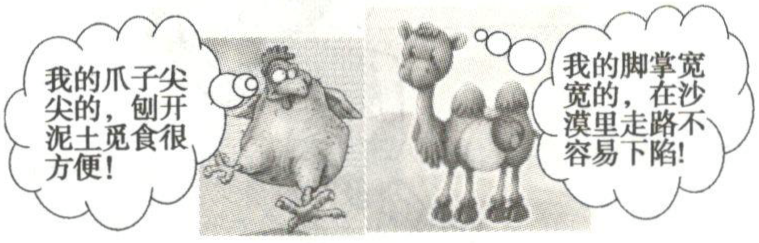 我的爪子尖
尖的，刨开
泥土觅食很
方便！
我的脚掌宽
宽的，在沙
漠里走路不
容易下陷！